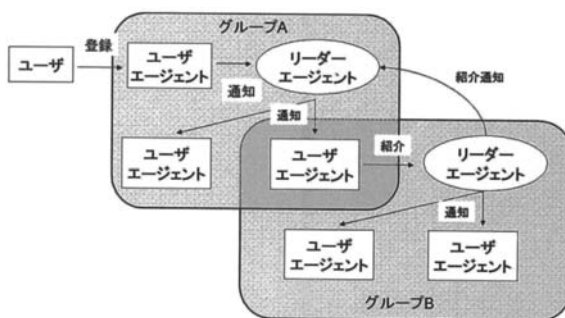 グループA
登録
ユーザ
ユーザ
エージェント
リーダー
エージェント
紹介通知
通知
通知
ユーザ
エージェント
ユーザ
エージェント
紹介
リーダー
エージェント
通知
ユーザ
エージェント
ユーザ
エージェント
グループB